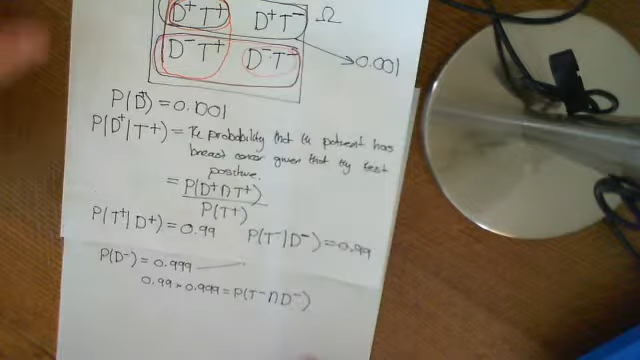 D⁺T⁺ D⁺T⁻ Ω
D⁻T⁺ D⁻T⁻ 0.001
P(D⁺) = 0.001
P(D⁺|T⁺) = The probability that the patient has
breast cancer given that they test
positive.
= P(D⁺∩T⁺)
P(T⁺)
P(T⁺|D⁺) = 0.99 P(T⁻|D⁻) = 0.99
P(D⁻) = 0.999
0.99 × 0.999 = P(T⁻∩D⁻)